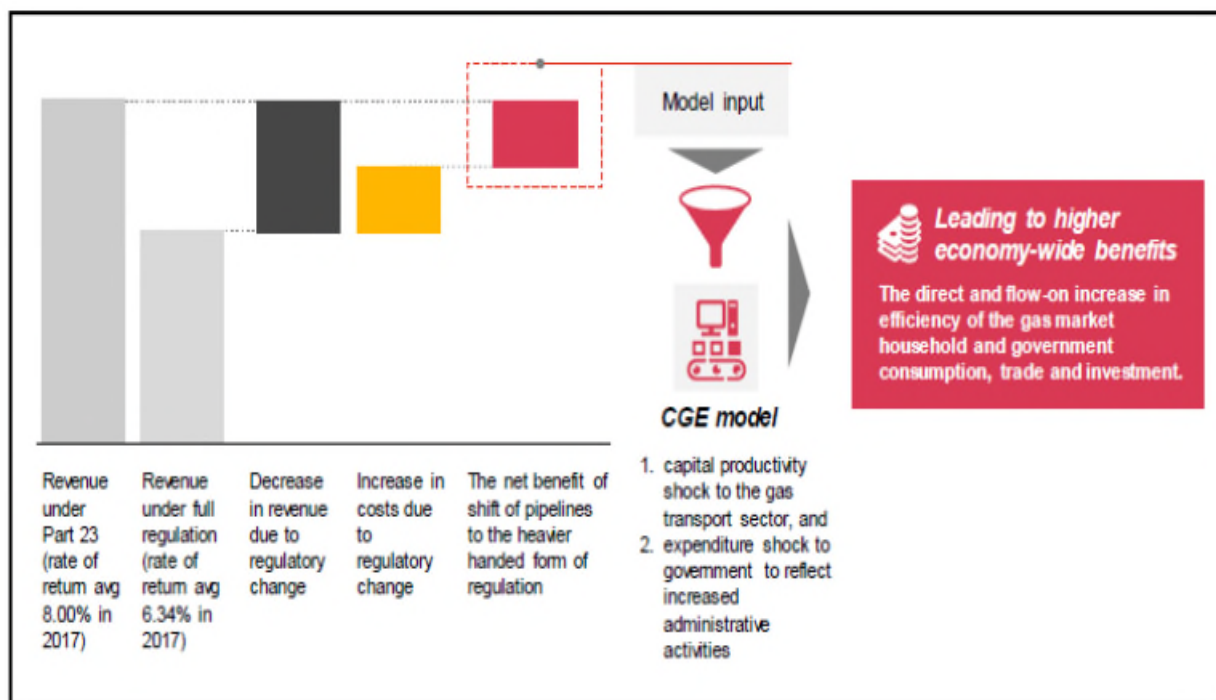 Model input
Leading to higher
economy-wide benefits
The direct and flow-on increase in
efficiency of the gas market
household and government
consumption, trade and investment.
CGE model
1. capital productivity
shock to the gas
transport sector, and
2. expenditure shock to
government to reflect
increased
administrative
activities
Revenue
under
Part 23
(rate of
return avg
8.00% in
2017)
Revenue
under full
regulation
(rate of
return avg
6.34% in
2017)
Decrease
in revenue
due to
regulatory
change
Increase in
costs due
to
regulatory
change
The net benefit of
shift of pipelines
to the heavier
handed form of
regulation